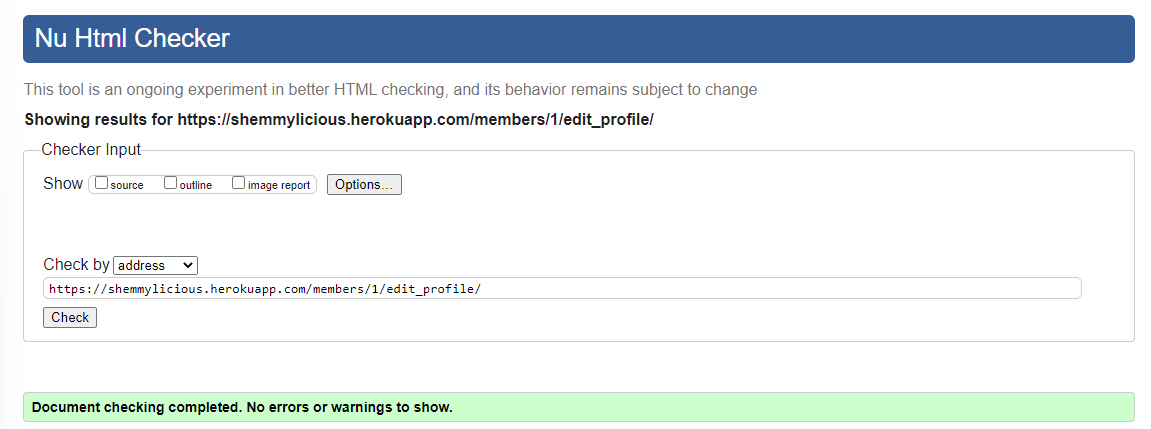 Nu Html Checker
This tool is an ongoing experiment in better HTML checking, and its behavior remains subject to change
Showing results for https://shemmylicious.herokuapp.com/members/1/edit_profile/
Checker Input
Show source outline image report Options...
Check by address
https://shemmylicious.herokuapp.com/members/1/edit_profile/
Check
Document checking completed. No errors or warnings to show.